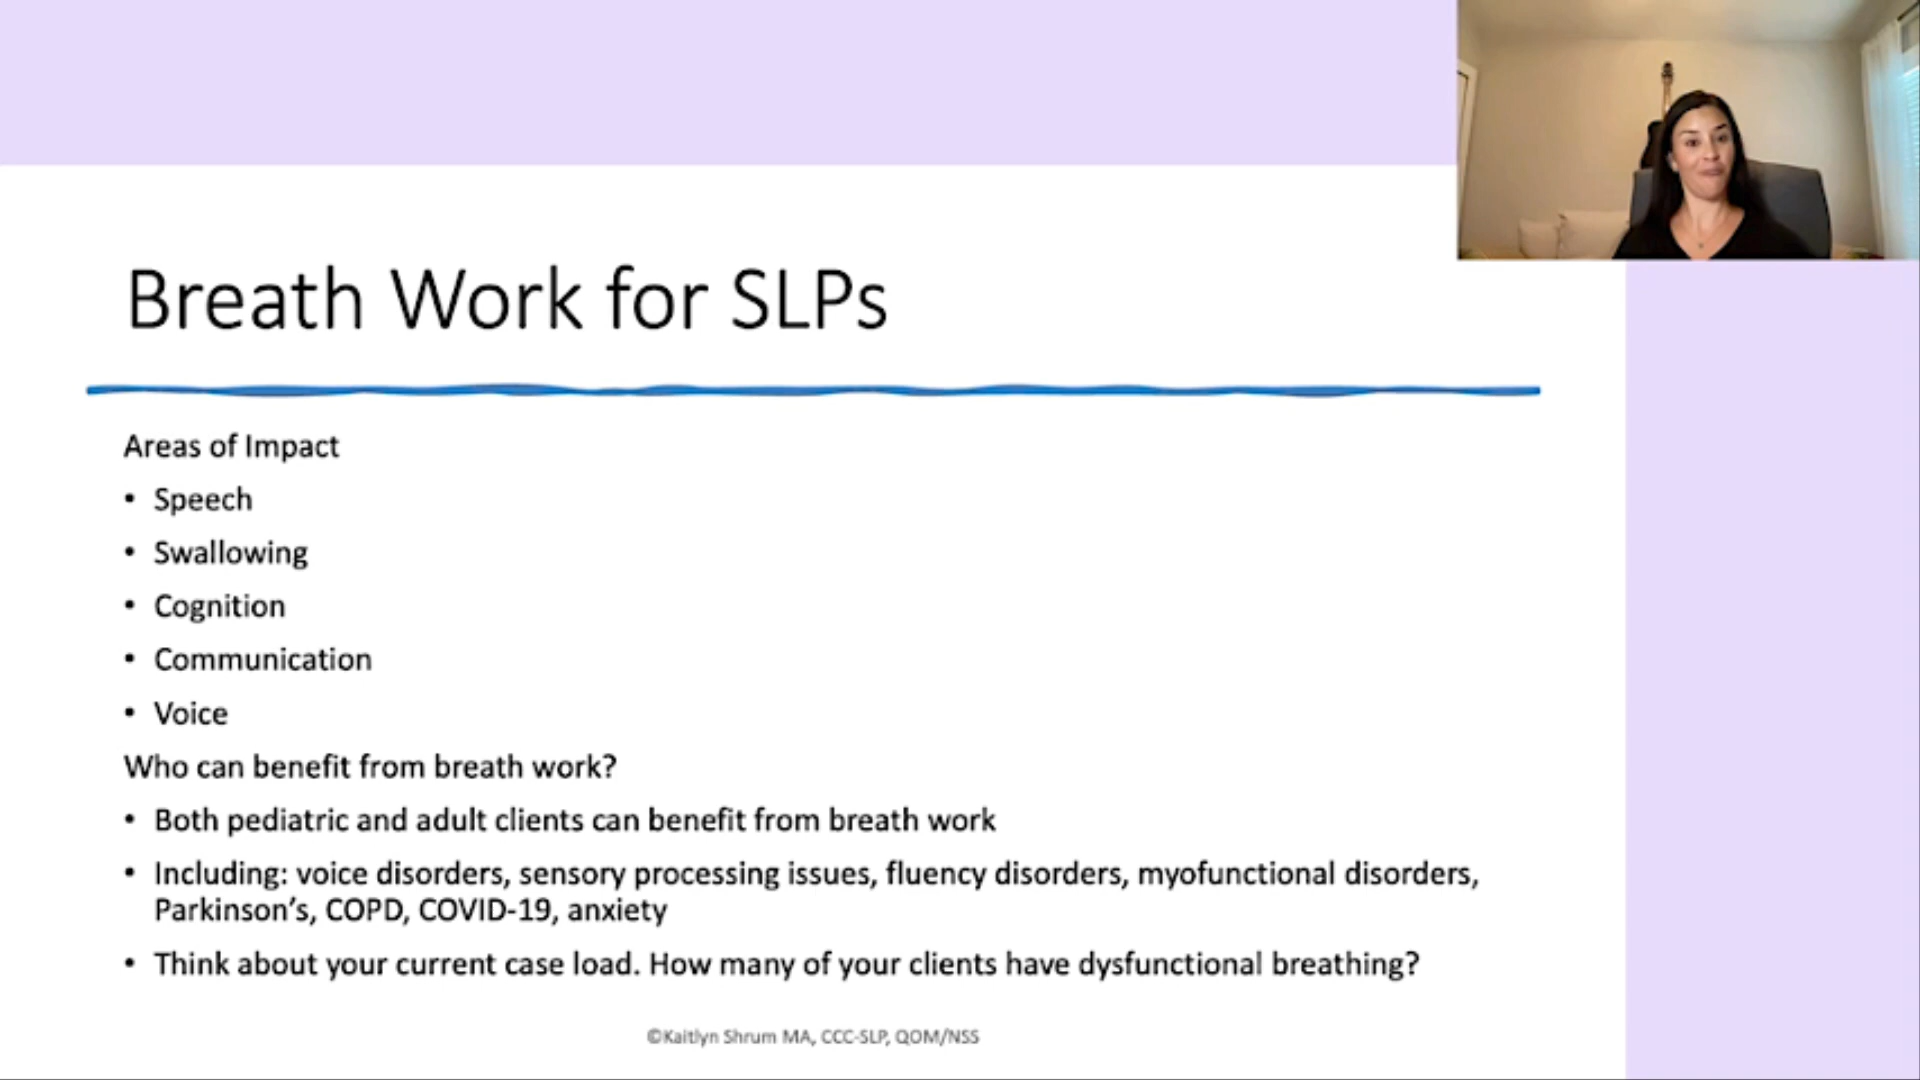 Breath Work for SLPs
Areas of Impact
• Speech
• Swallowing
• Cognition
• Communication
• Voice
Who can benefit from breath work?
• Both pediatric and adult clients can benefit from breath work
• Including: voice disorders, sensory processing issues, fluency disorders, myofunctional disorders,
Parkinson’s, COPD, COVID-19, anxiety
• Think about your current case load. How many of your clients have dysfunctional breathing?
©Kaitlyn Shrum MA, CCC-SLP, QOM/NSS